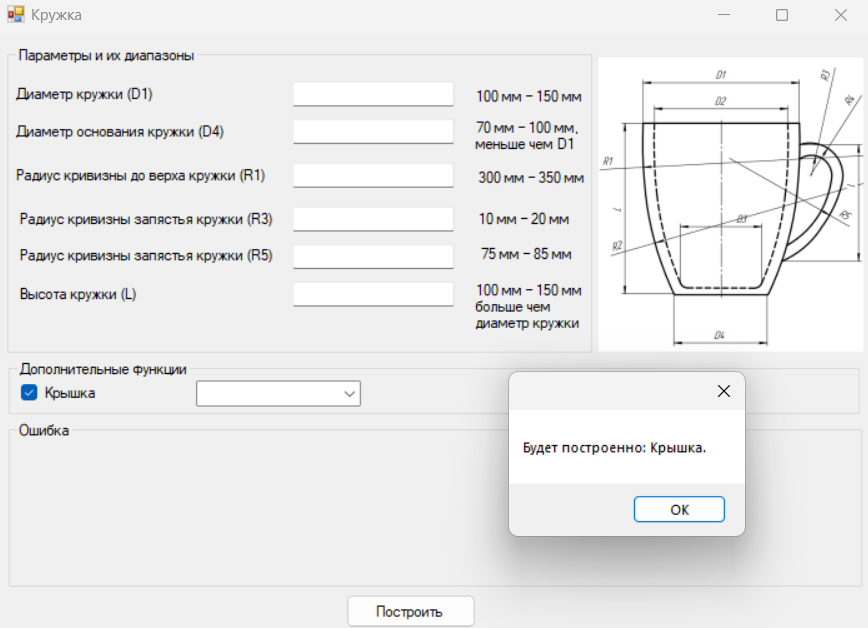 Кружка
Параметры и их диапазоны
Диаметр кружки (D1)
100 мм – 150 мм
Диаметр основания кружки (D4)
70 мм – 100 мм,
меньше чем D1
Радиус кривизны до верха кружки (R1)
300 мм – 350 мм
Радиус кривизны запястья кружки (R3)
10 мм – 20 мм
Радиус кривизны запястья кружки (R5)
75 мм – 85 мм
Высота кружки (L)
100 мм – 150 мм
больше чем
диаметр кружки
D1
D2
R3
R4
R1
L
l
D3
R5
R2
D4
Дополнительные функции
Крышка
Ошибка
Будет построенно: Крышка.
ОК
Построить